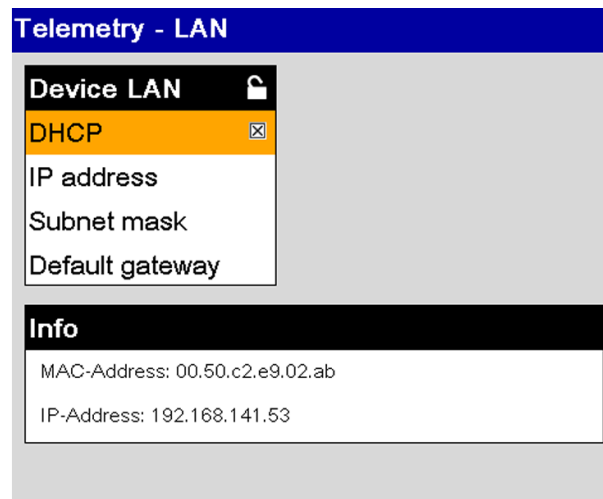 Telemetry - LAN
Device LAN
DHCP
IP address
Subnet mask
Default gateway
Info
MAC-Address: 00.50.c2.e9.02.ab
IP-Address: 192.168.141.53